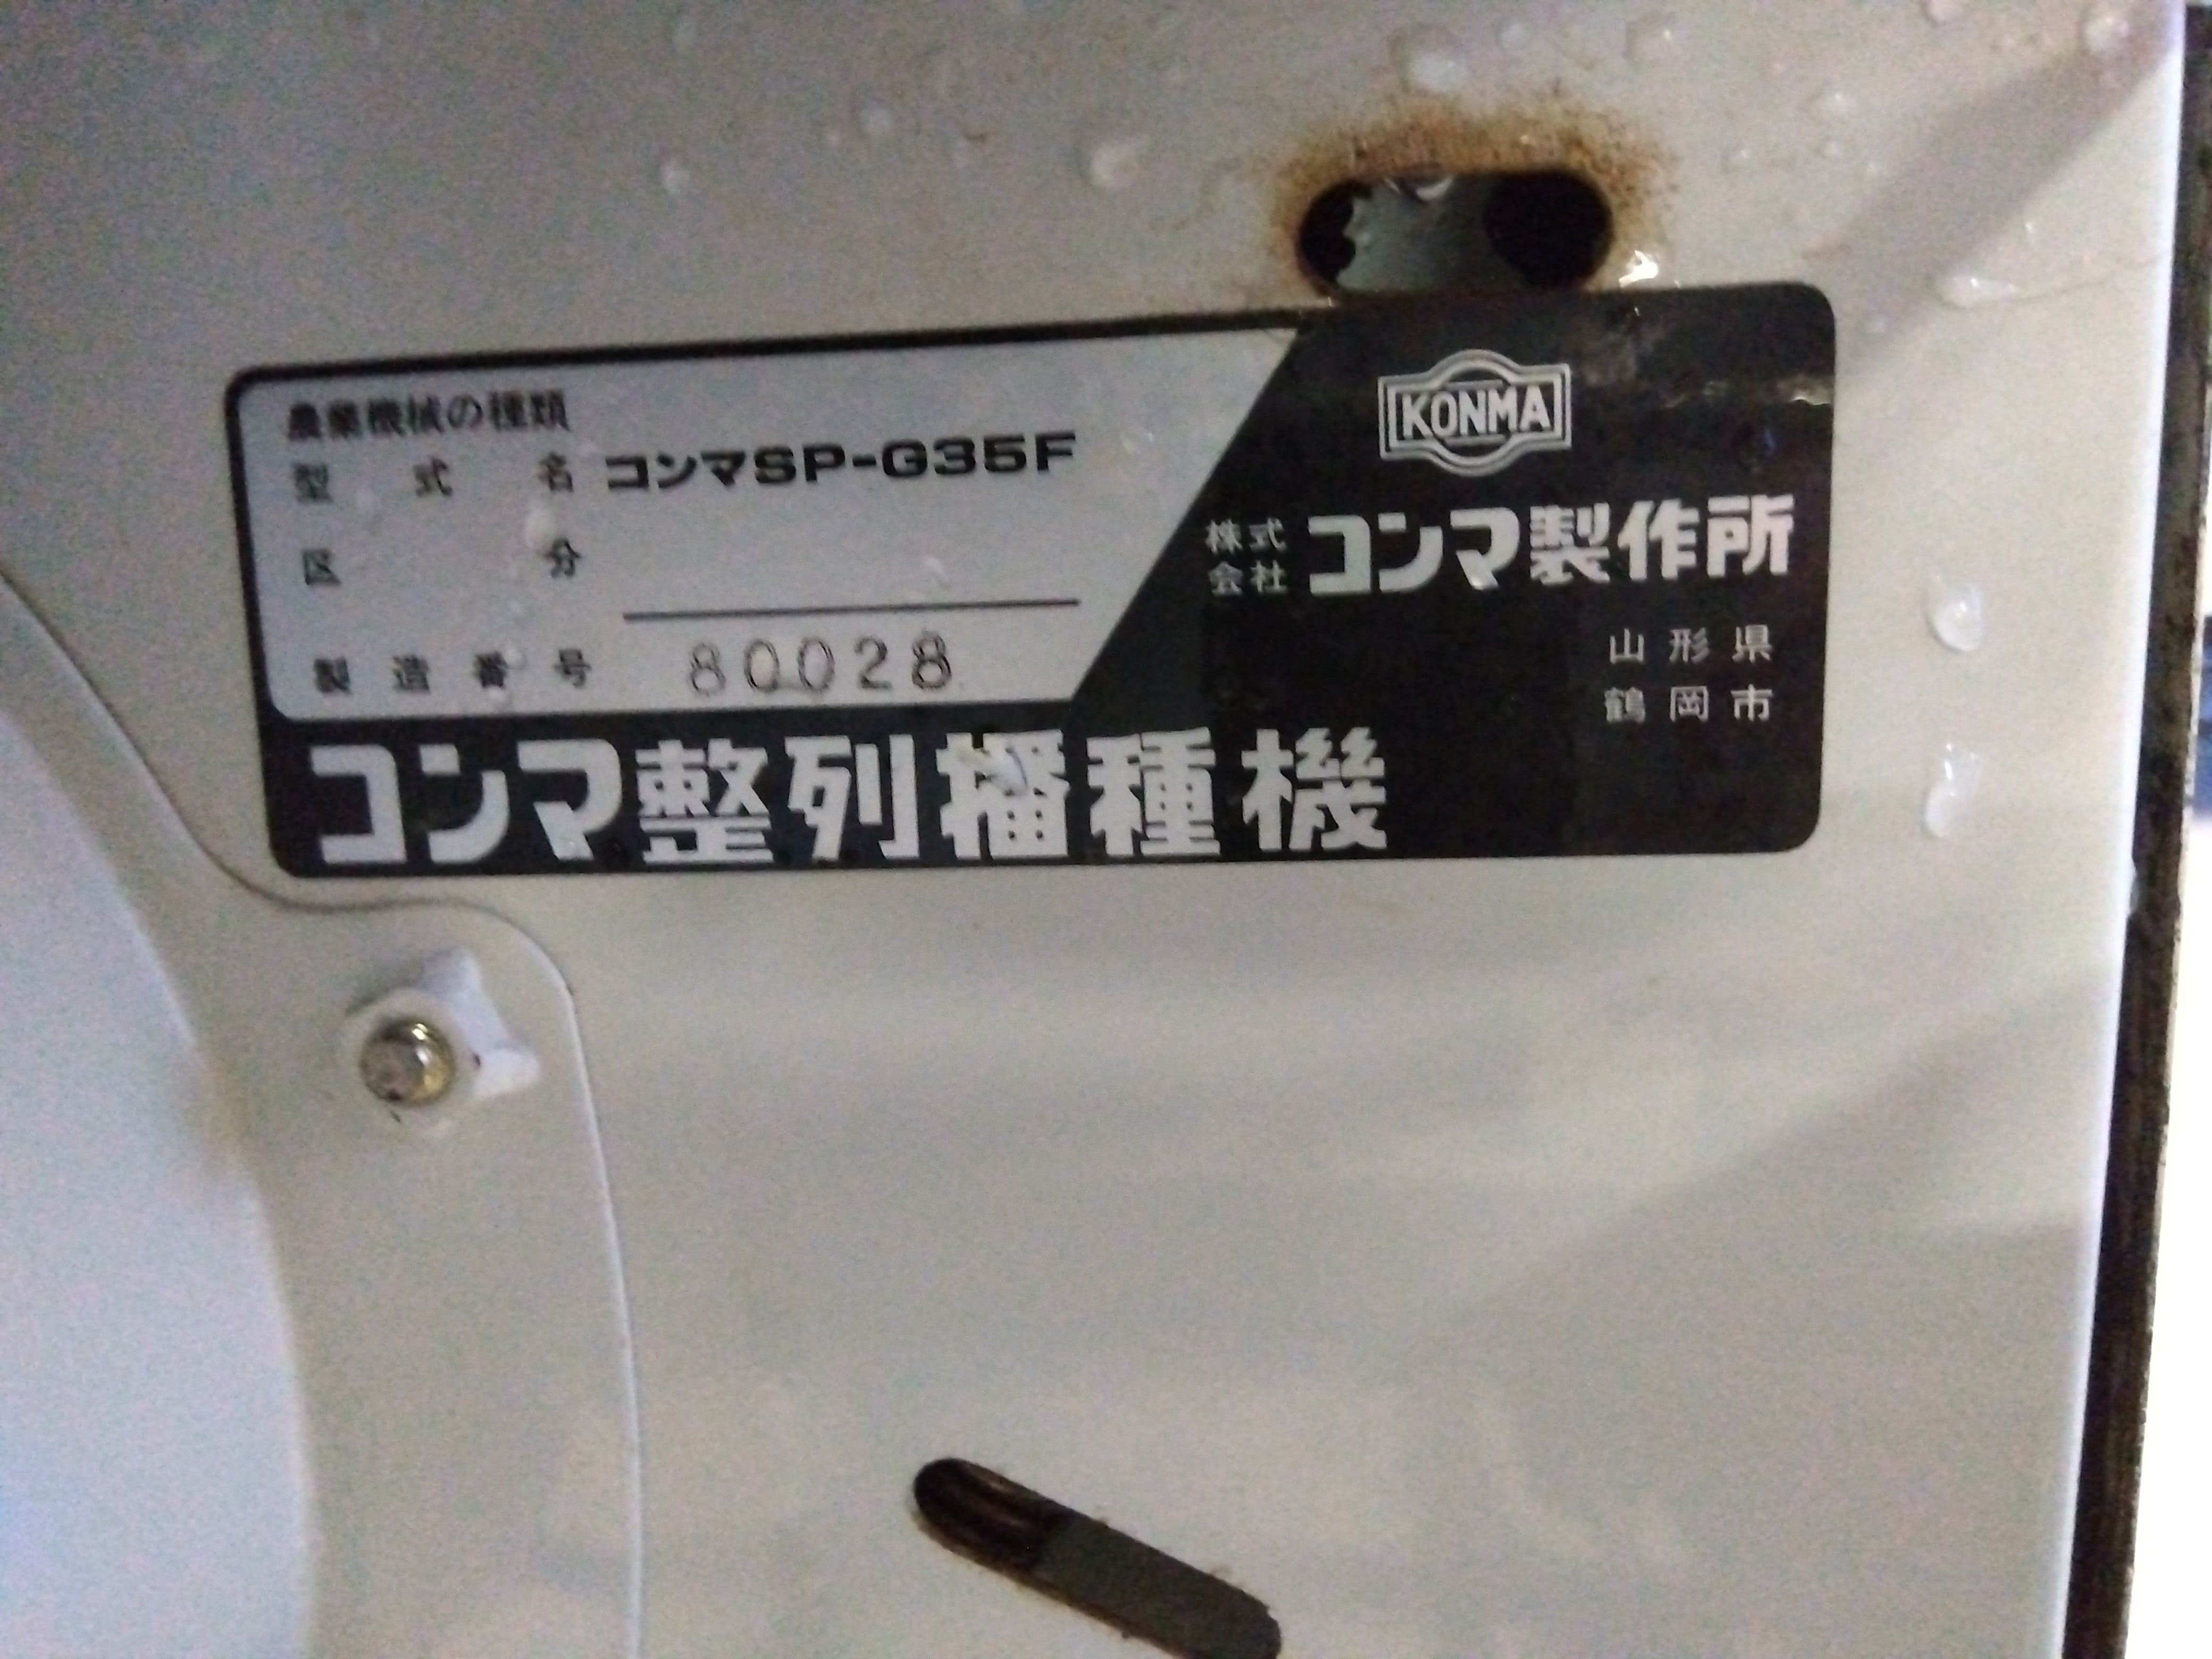 農業機械の種類
型式名 コンマSP-G35F
区分
製造番号 80028
KONMA
株式会社 コンマ製作所
山形県
鶴岡市
コンマ整列播種機